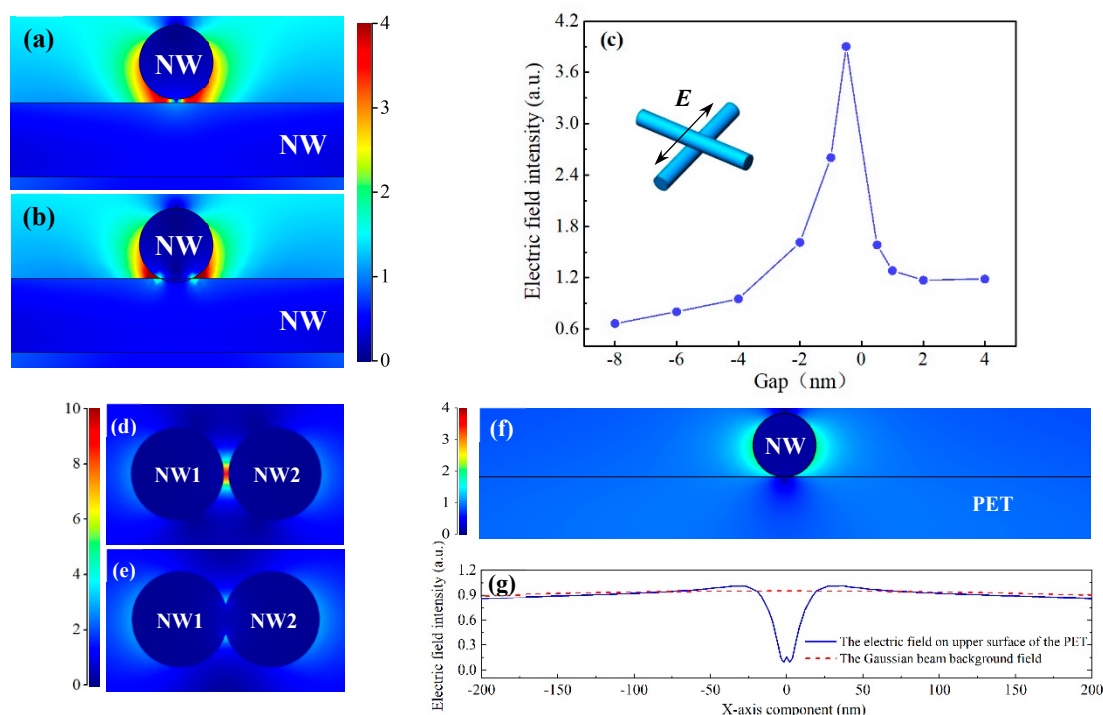 (a)
NW
NW
(b)
NW
NW
4
3
2
1
0
(c)
E
Electric field intensity (a.u.)
4.2
3.6
3.0
2.4
1.8
1.2
0.6
-8 -6 -4 -2 0 2 4
Gap（nm）
10
8
6
4
2
0
(d)
NW1 NW2
(e)
NW1 NW2
4
3
2
1
0
(f)
NW
PET
(g)
Electric field intensity (a.u.)
1.2
0.9
0.6
0.3
0.0
The electric field on upper surface of the PET
The Gaussian beam background field
-200 -150 -100 -50 0 50 100 150 200
X-axis component (nm)